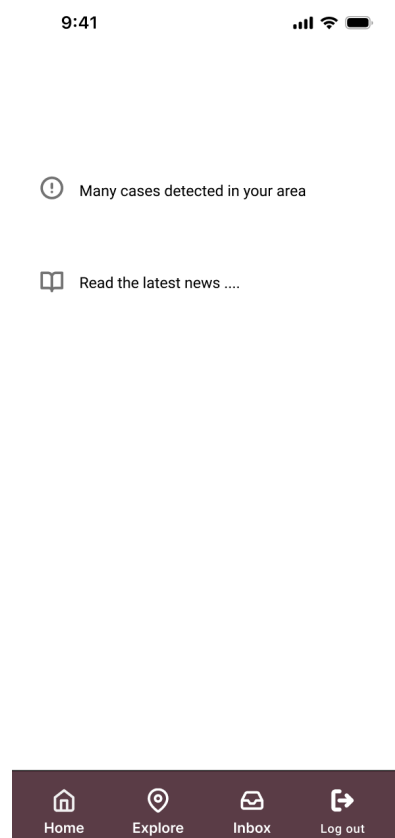 9:41
Many cases detected in your area
Read the latest news ....
Home Explore Inbox Log out